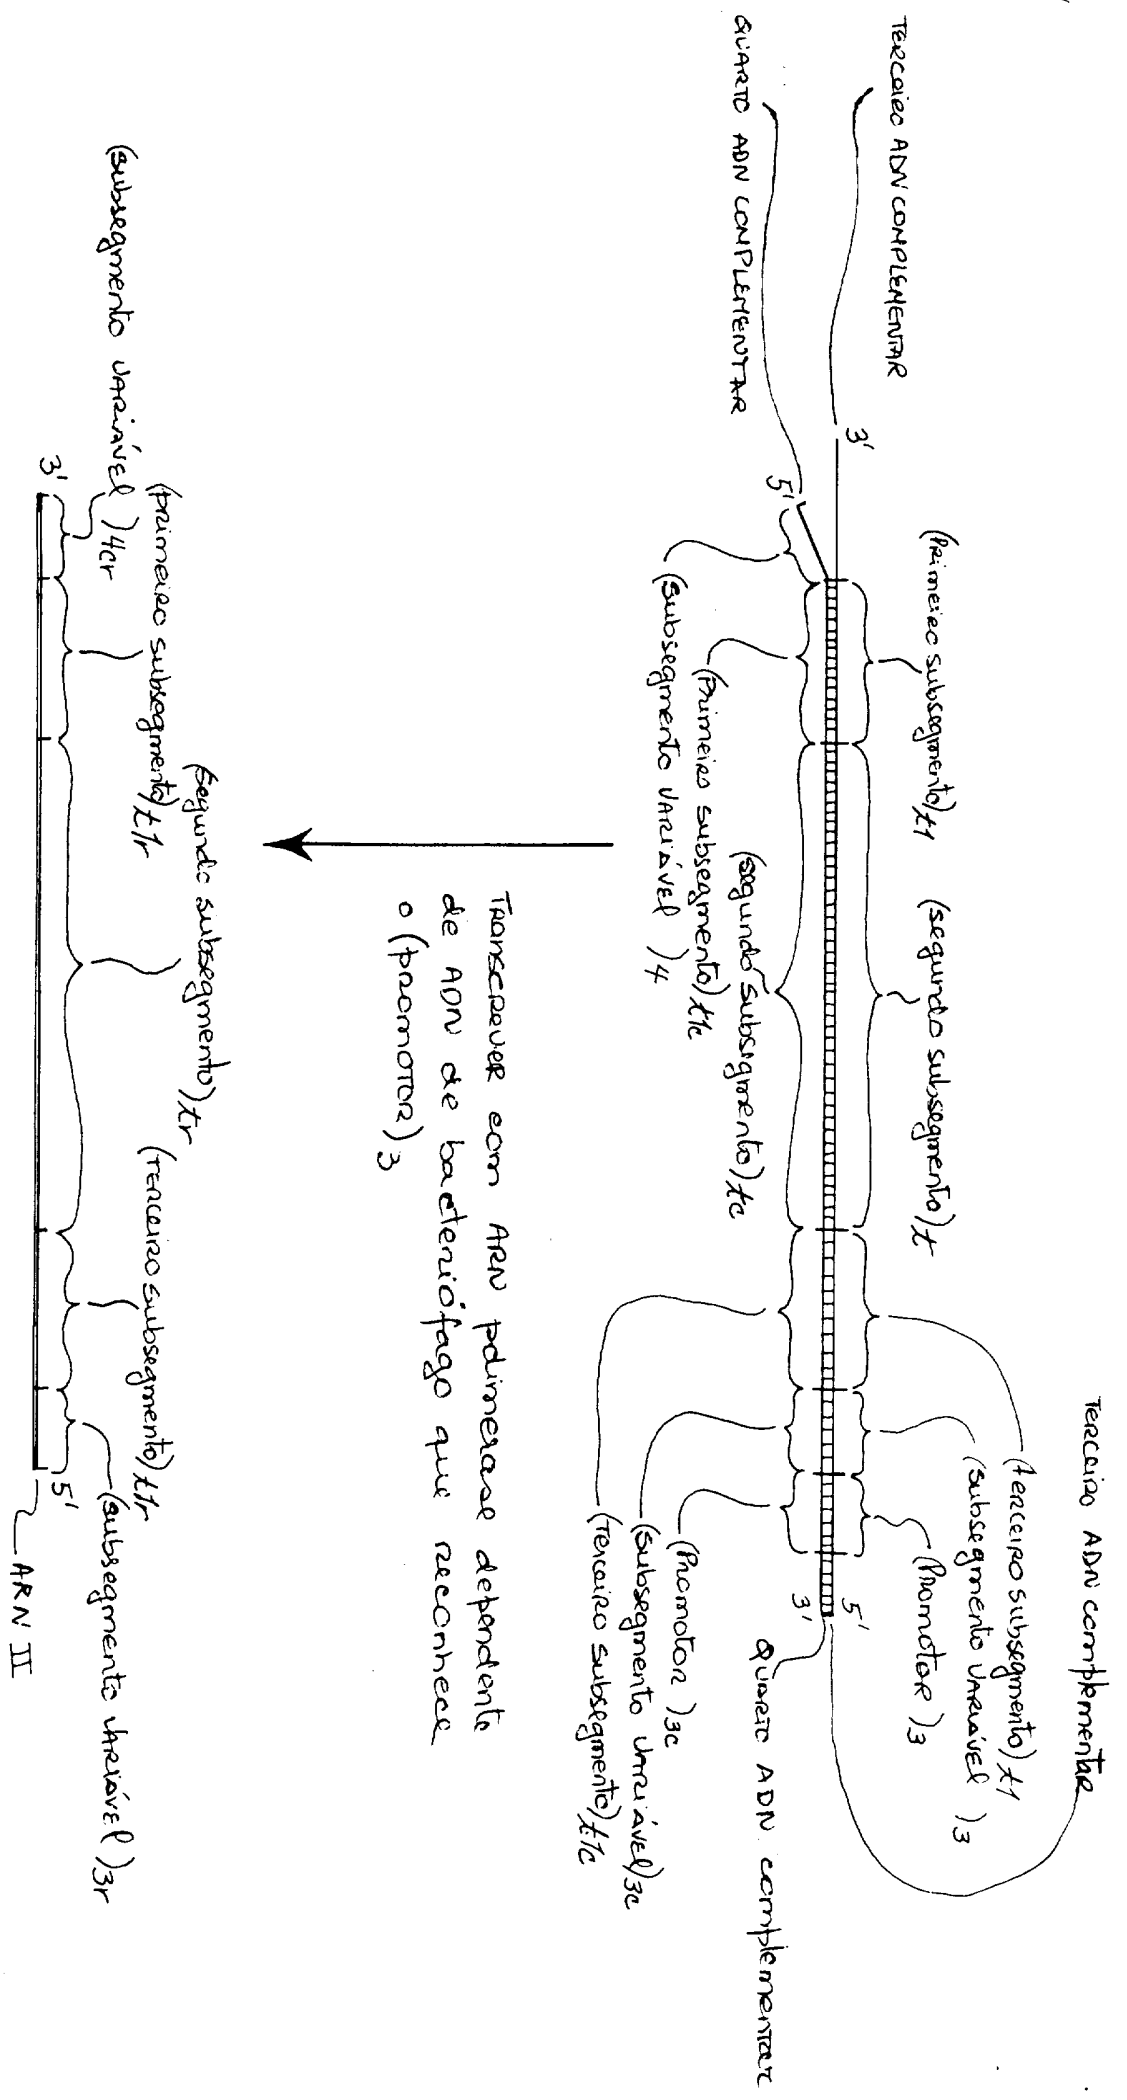 TERCEIRO ADN COMPLEMENTAR
QUARTO ADN COMPLEMENTAR
3'
5'
(Primeiro subsegmento)t1
(segundo subsegmento)t
TERCEIRO ADN complementar
(terceiro subsegmento)t1
(subsegmento VARIÁVEL )3
(Promotor )3
5'
3'
QUARTO ADN complementar
(Promotor )3c
(subsegmento VARIÁVEL)3c
(Terceiro subsegmento)t1c
(segundo subsigmento)tc
(Primeiro subsegmento)t1c
(subsegmento VARIÁVEL )4
TRANSCREVER com ARN polimerase dependente
de ADN de bacteriófago que reconhece
o (promotor)3
(segundo subsegmento)tr
(primeiro subsegmento)t1r
(TERCEIRO subsegmento)t1r
(subsegmento VARIÁVEL )4cr
(subsegmento VARIÁVEL )3r
3'
5'
ARN II